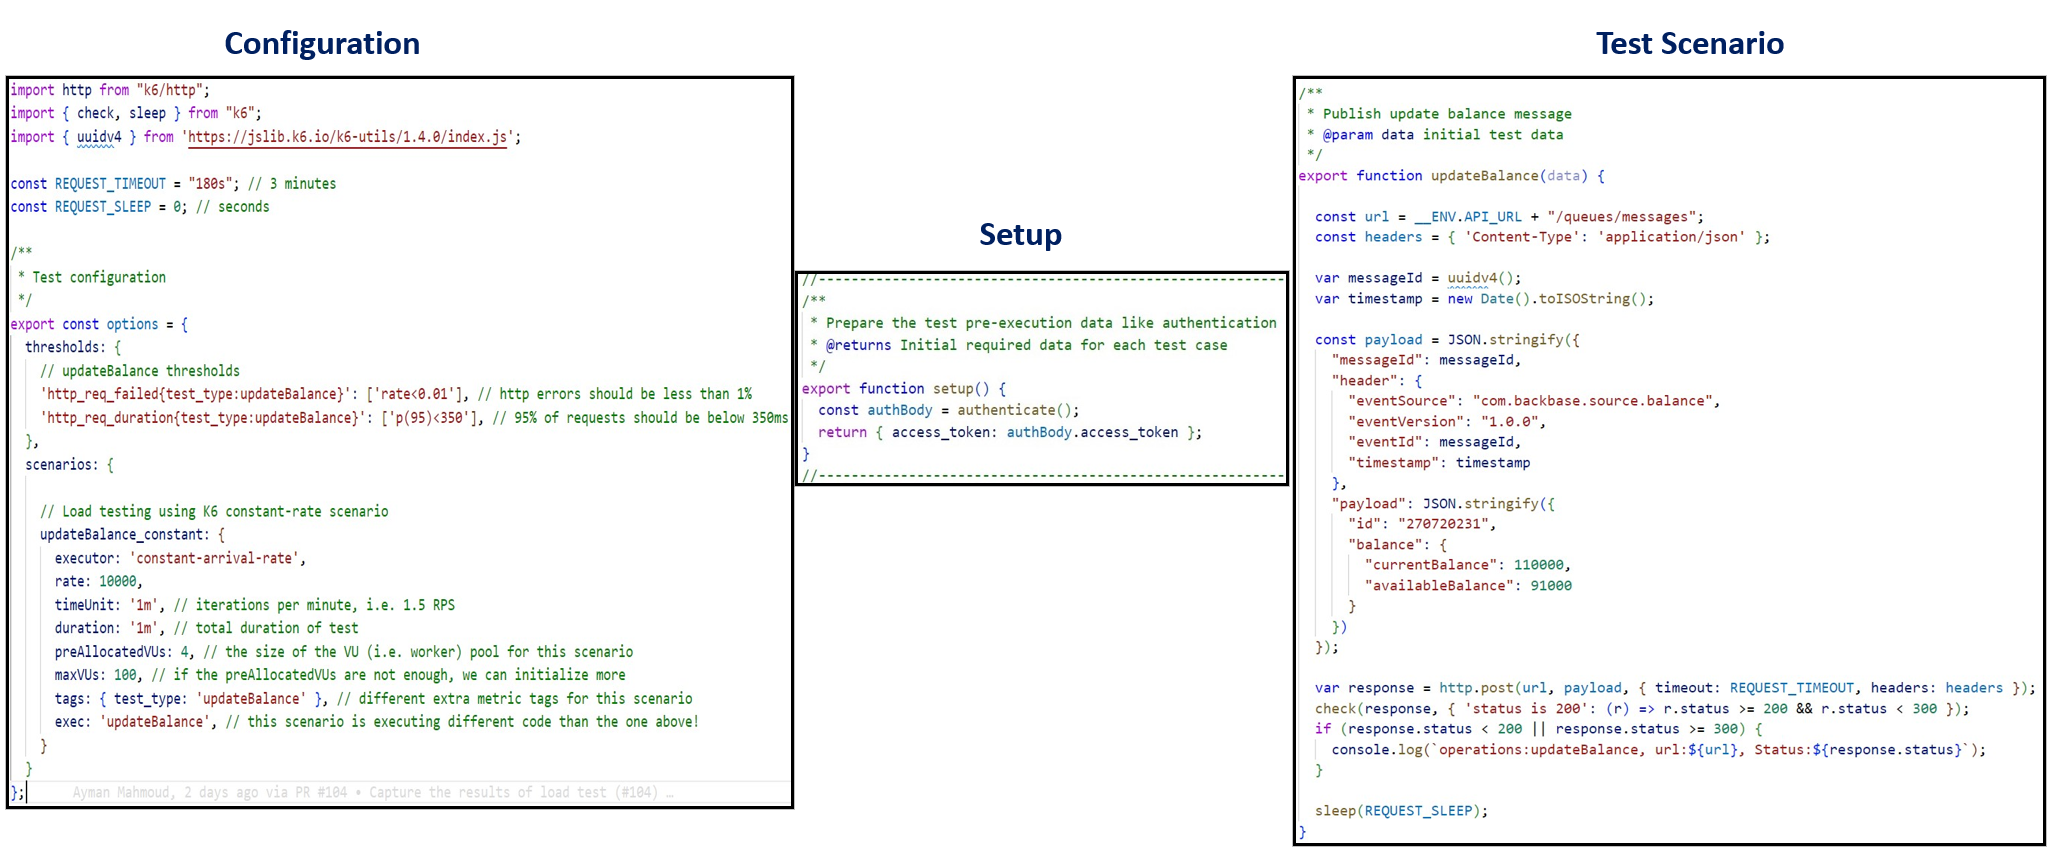 Configuration
import http from "k6/http";
import { check, sleep } from "k6";
import { uuidv4 } from 'https://jslib.k6.io/k6-utils/1.4.0/index.js';
const REQUEST_TIMEOUT = "180s"; // 3 minutes
const REQUEST_SLEEP = 0; // seconds
/**
* Test configuration
*/
export const options = {
thresholds: {
// updateBalance thresholds
'http_req_failed{test_type:updateBalance}': ['rate<0.01'], // http errors should be less than 1%
'http_req_duration{test_type:updateBalance}': ['p(95)<350'], // 95% of requests should be below 350ms
},
scenarios: {
// Load testing using K6 constant-rate scenario
updateBalance_constant: {
executor: 'constant-arrival-rate',
rate: 10000,
timeUnit: '1m', // iterations per minute, i.e. 1.5 RPS
duration: '1m', // total duration of test
preAllocatedVUs: 4, // the size of the VU (i.e. worker) pool for this scenario
maxVUs: 100, // if the preAllocatedVUs are not enough, we can initialize more
tags: { test_type: 'updateBalance' }, // different extra metric tags for this scenario
exec: 'updateBalance', // this scenario is executing different code than the one above!
}
}
};
Ayman Mahmoud, 2 days ago via PR #104 • Capture the results of load test (#104) …
Setup
//--------------------------------------------------------
/**
* Prepare the test pre-execution data like authentication
* @returns Initial required data for each test case
*/
export function setup() {
const authBody = authenticate();
return { access_token: authBody.access_token };
}
//--------------------------------------------------------
Test Scenario
/**
* Publish update balance message
* @param data initial test data
*/
export function updateBalance(data) {
const url = __ENV.API_URL + "/queues/messages";
const headers = { 'Content-Type': 'application/json' };
var messageId = uuidv4();
var timestamp = new Date().toISOString();
const payload = JSON.stringify({
"messageId": messageId,
"header": {
"eventSource": "com.backbase.source.balance",
"eventVersion": "1.0.0",
"eventId": messageId,
"timestamp": timestamp
},
"payload": JSON.stringify({
"id": "270720231",
"balance": {
"currentBalance": 110000,
"availableBalance": 91000
}
})
});
var response = http.post(url, payload, { timeout: REQUEST_TIMEOUT, headers: headers });
check(response, { 'status is 200': (r) => r.status >= 200 && r.status < 300 });
if (response.status < 200 || response.status >= 300) {
console.log(`operations:updateBalance, url:${url}, Status:${response.status}`);
}
sleep(REQUEST_SLEEP);
}